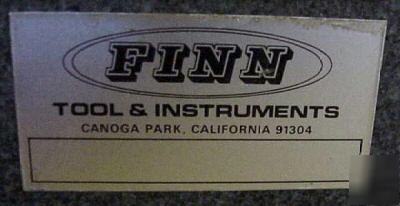 FINN
TOOL & INSTRUMENTS
CANOGA PARK, CALIFORNIA 91304